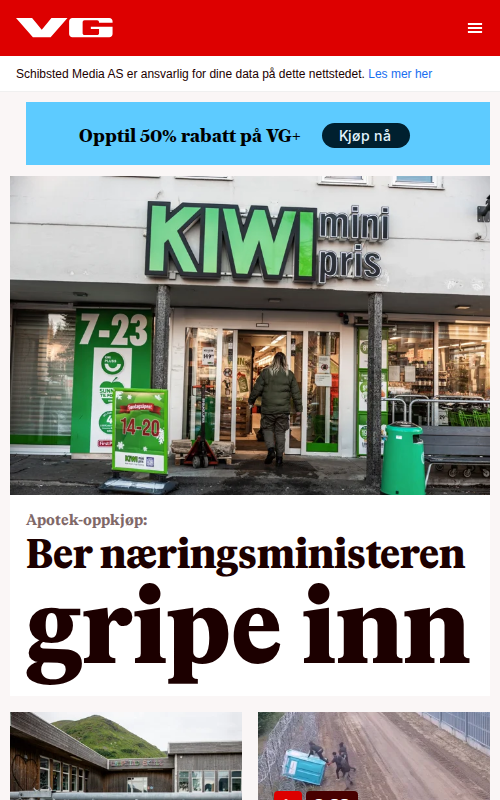 VG
Schibsted Media AS er ansvarlig for dine data på dette nettstedet. Les mer her
Opptil 50% rabatt på VG+
Kjøp nå
KIWI mini pris
7-23
14-20
KIWI
Apotek-oppkjøp:
Ber næringsministeren
gripe inn